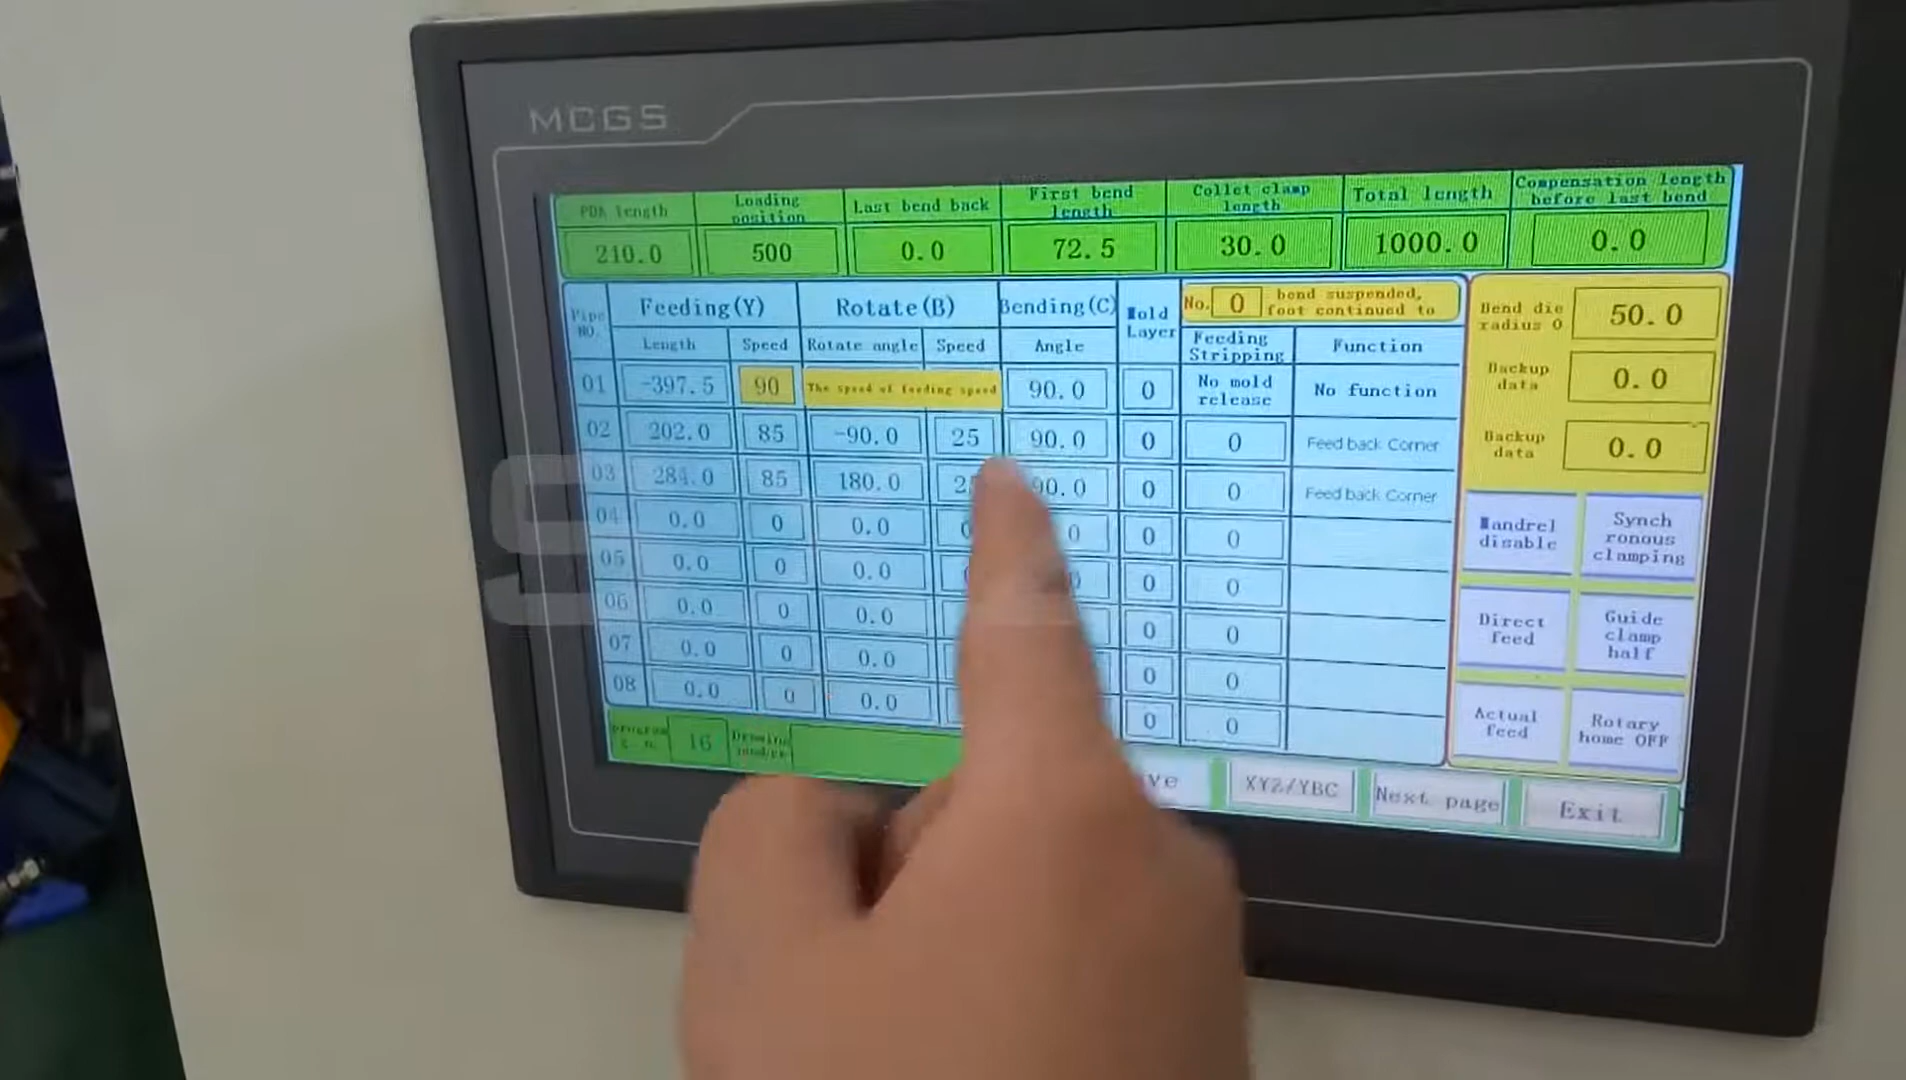 MCGS
PDA length
Loading
position
Last bend back
First bend
length
Collet clamp
length
Total length
Compensation length
before last bend
210.0
500
0.0
72.5
30.0
1000.0
0.0
Pipe
NO.
Feeding(Y)
Rotate(B)
Bending(C)
Mold
Layer
No. 0 bend suspended,
foot continued to
Length
Speed
Rotate angle
Speed
Angle
Feeding
Stripping
Function
01 -397.5 90 The speed of feeding speed 90.0 0 No mold
release
No function
02 202.0 85 -90.0 25 90.0 0 0 Feed back Corner
03 284.0 85 180.0 90.0 0 0 Feed back Corner
04 0.0 0 0.0 0 0
05 0.0 0 0.0 0 0
06 0.0 0 0.0 0 0
07 0.0 0 0.0 0 0
08 0.0 0 0.0 0 0
Bend die
radius 0
50.0
Backup
data
0.0
Backup
data
0.0
Mandrel
disable
Synch
ronous
clamping
Direct
feed
Guide
clamp
half
Actual
feed
Rotary
home OFF
program
16
Drawing
number
XYZ/YBC
Next page
Exit